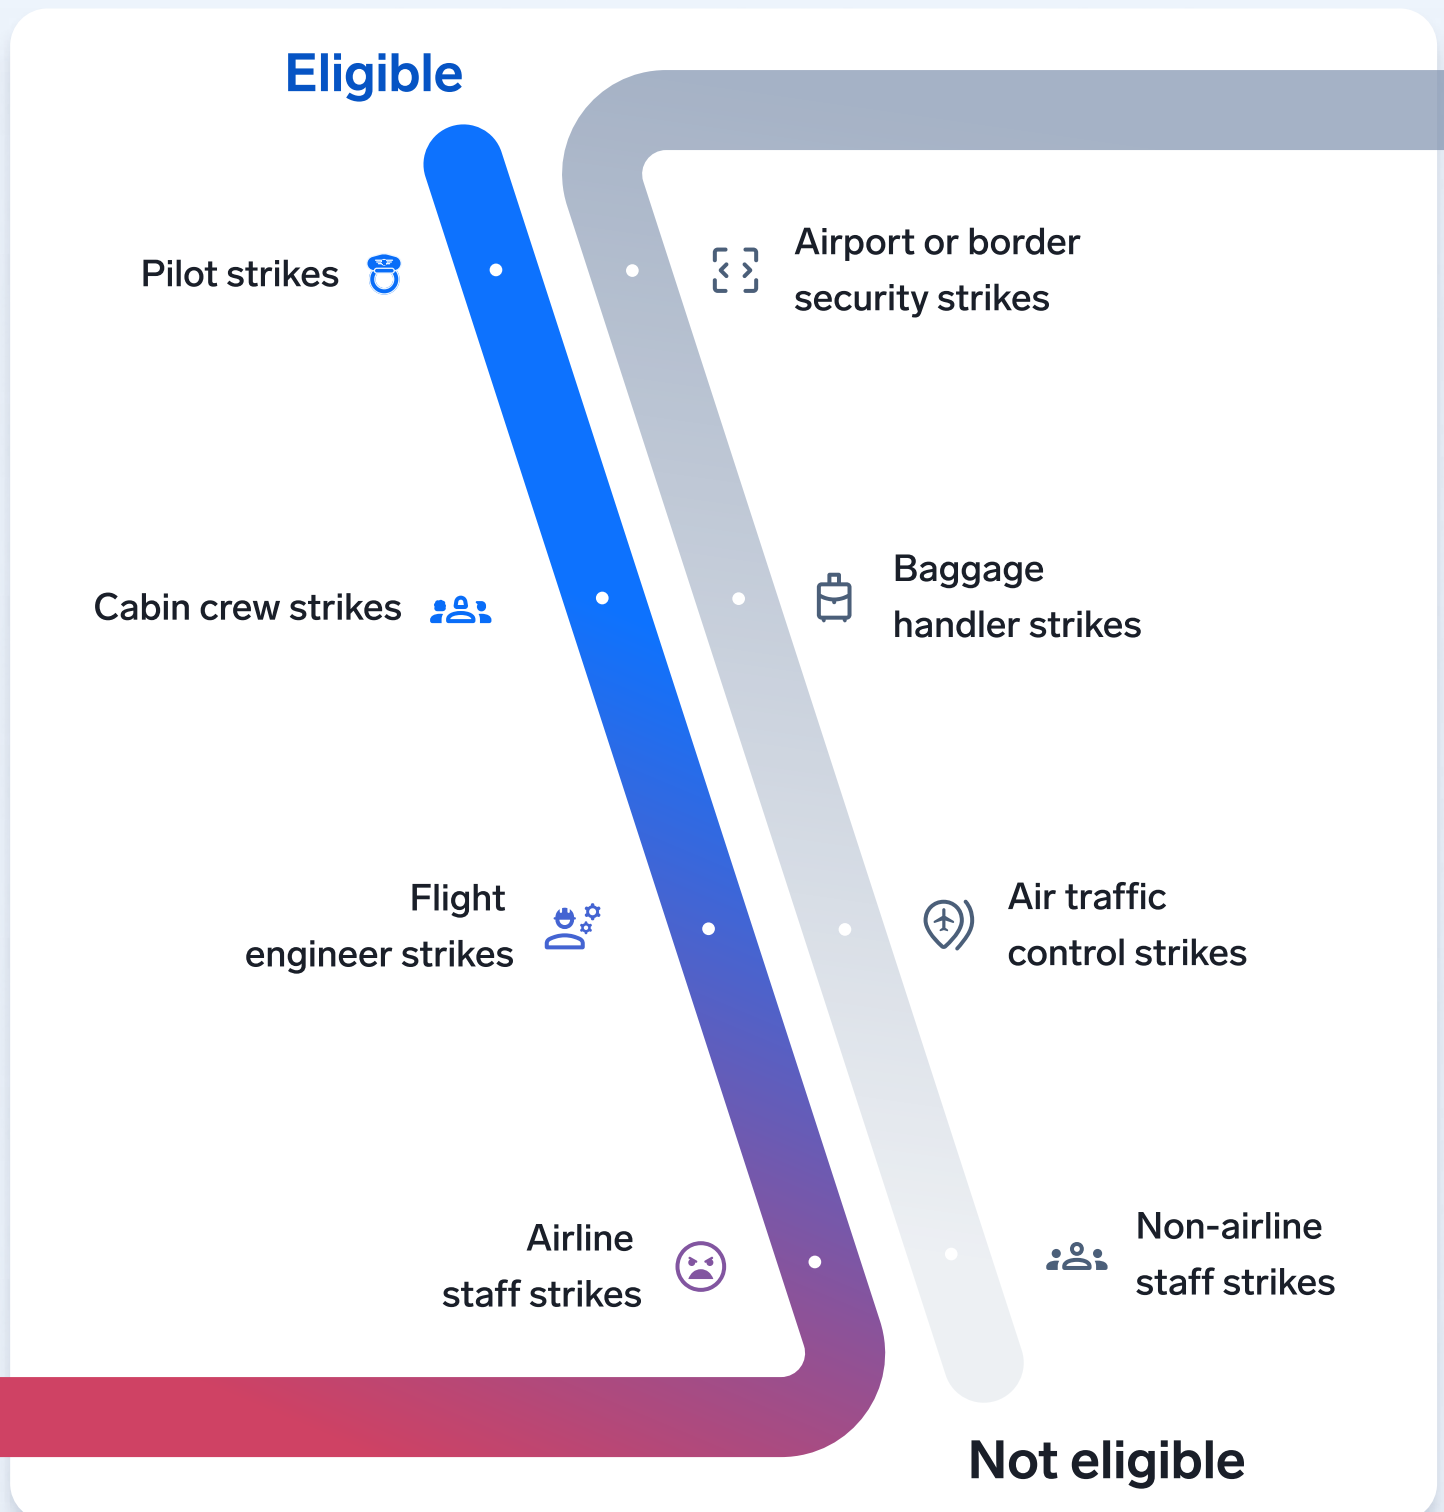 Eligible
Pilot strikes
Cabin crew strikes
Flight
engineer strikes
Airline
staff strikes
Airport or border
security strikes
Baggage
handler strikes
Air traffic
control strikes
Non-airline
staff strikes
Not eligible